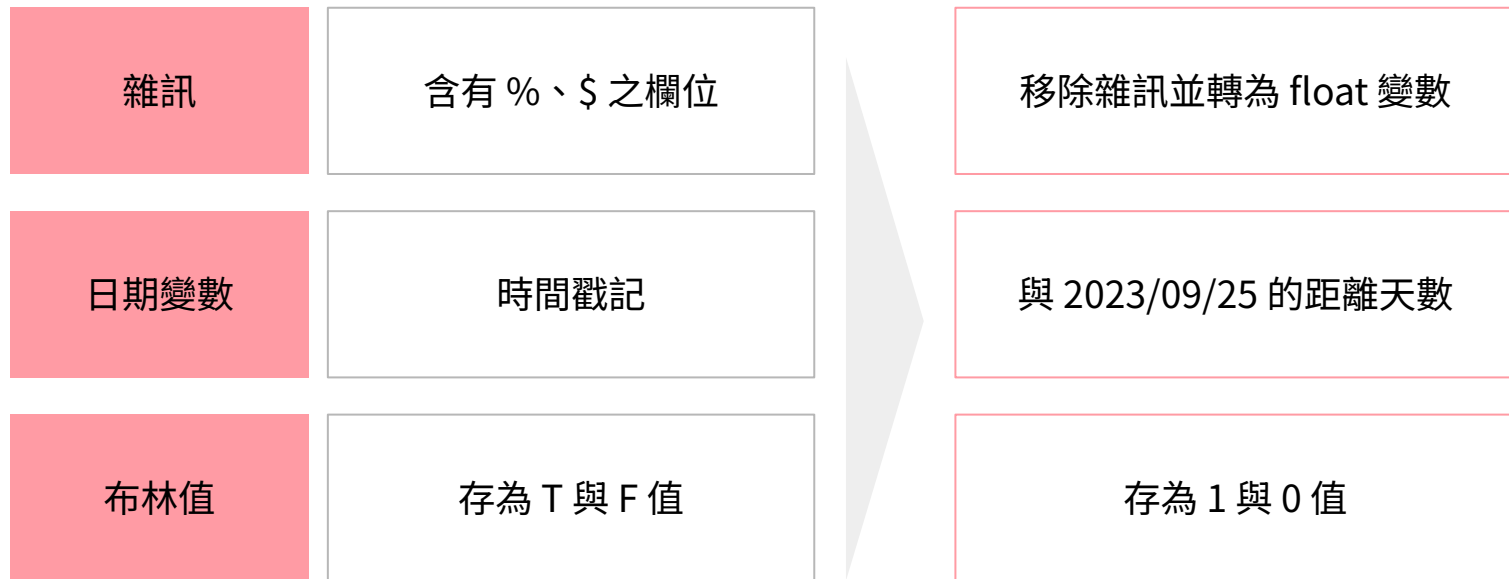 雜訊
含有 %、$ 之欄位
移除雜訊並轉為 float 變數
日期變數
時間戳記
與 2023/09/25 的距離天數
布林值
存為 T 與 F 值
存為 1 與 0 值